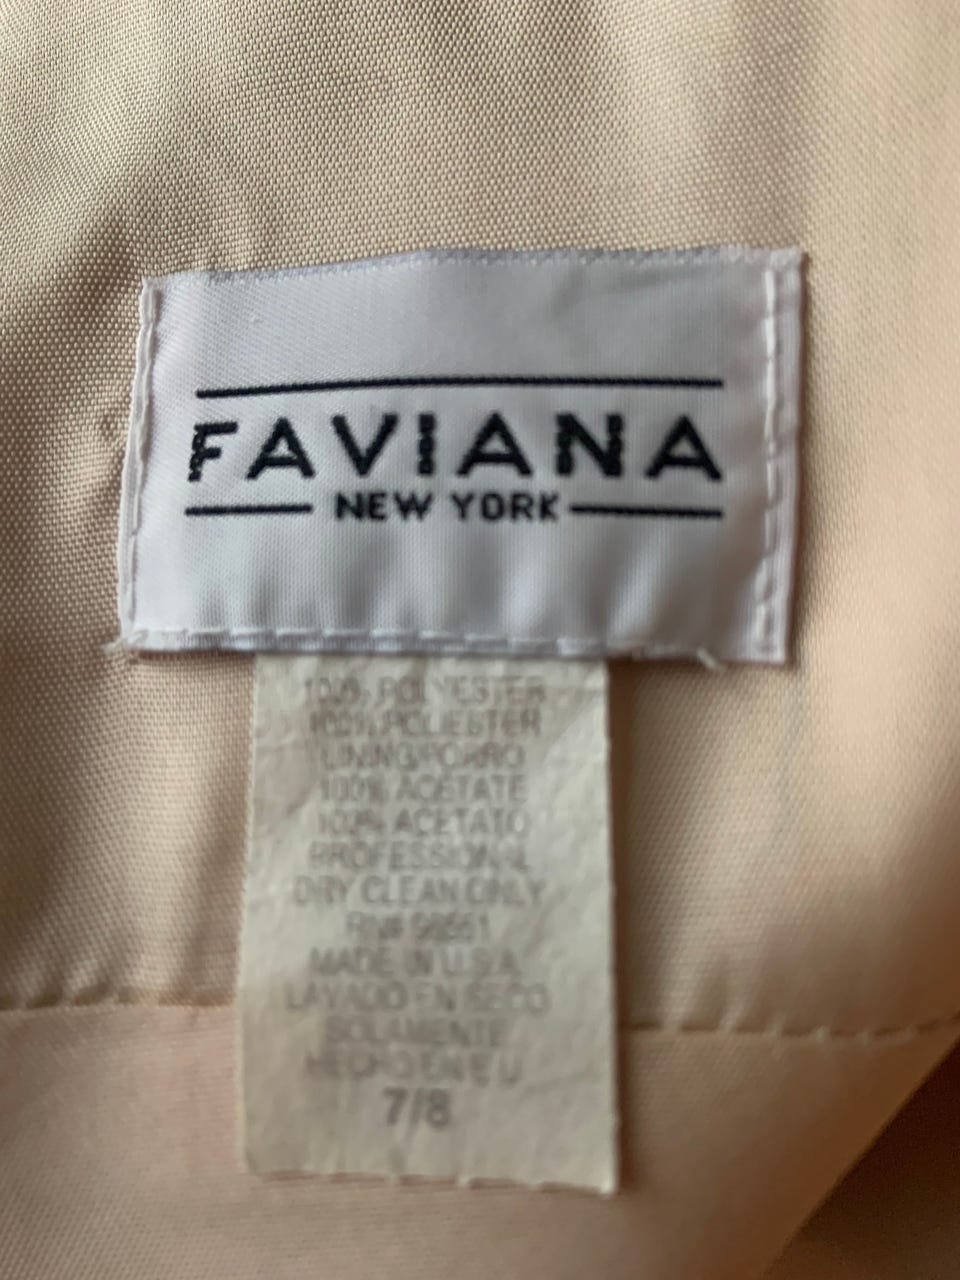 FAVIANA
NEW YORK
100% POLYESTER
100% POLIESTER
LINING/FORRO
100% ACETATE
100% ACETATO
PROFESSIONAL
DRY CLEAN ONLY
RN#
MADE IN U.S.A.
LAVADO EN SECO
SOLAMENTE
HECHO EN E U
7/8